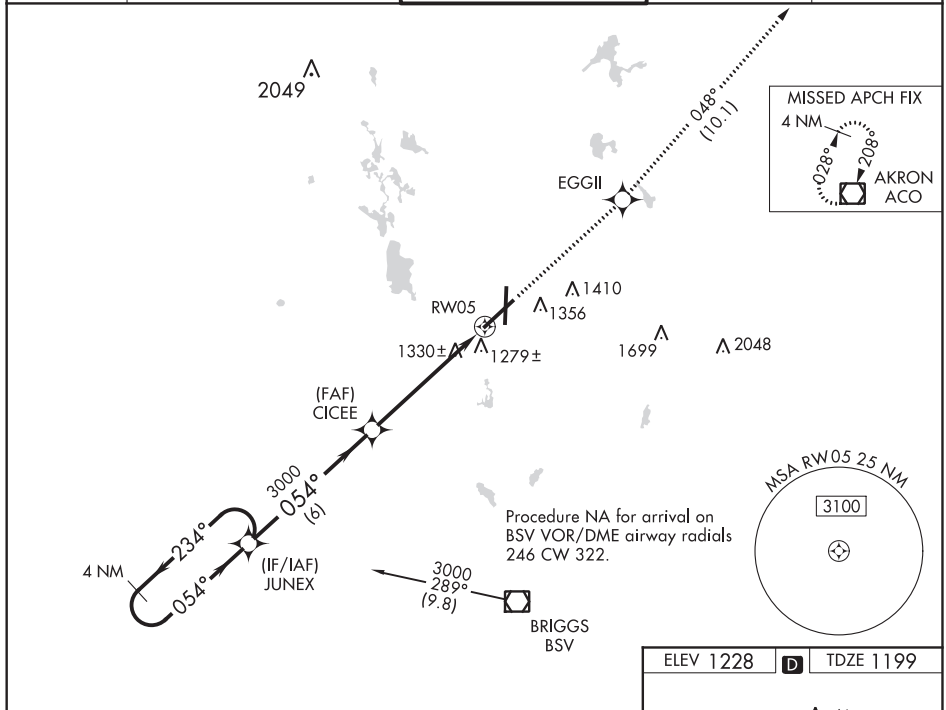 2049
048°
(10.1)
MISSED APCH FIX
4 NM
028°
208°
AKRON
ACO
EGGII
RW05
1410
1356
1330±
1279±
1699
2048
(FAF)
CICEE
3000
054°
(6)
MSA RW05 25 NM
3100
234°
4 NM
054°
(IF/IAF)
JUNEX
Procedure NA for arrival on
BSV VOR/DME airway radials
246 CW 322.
3000
289°
(9.8)
BRIGGS
BSV
ELEV 1228 D TDZE 1199